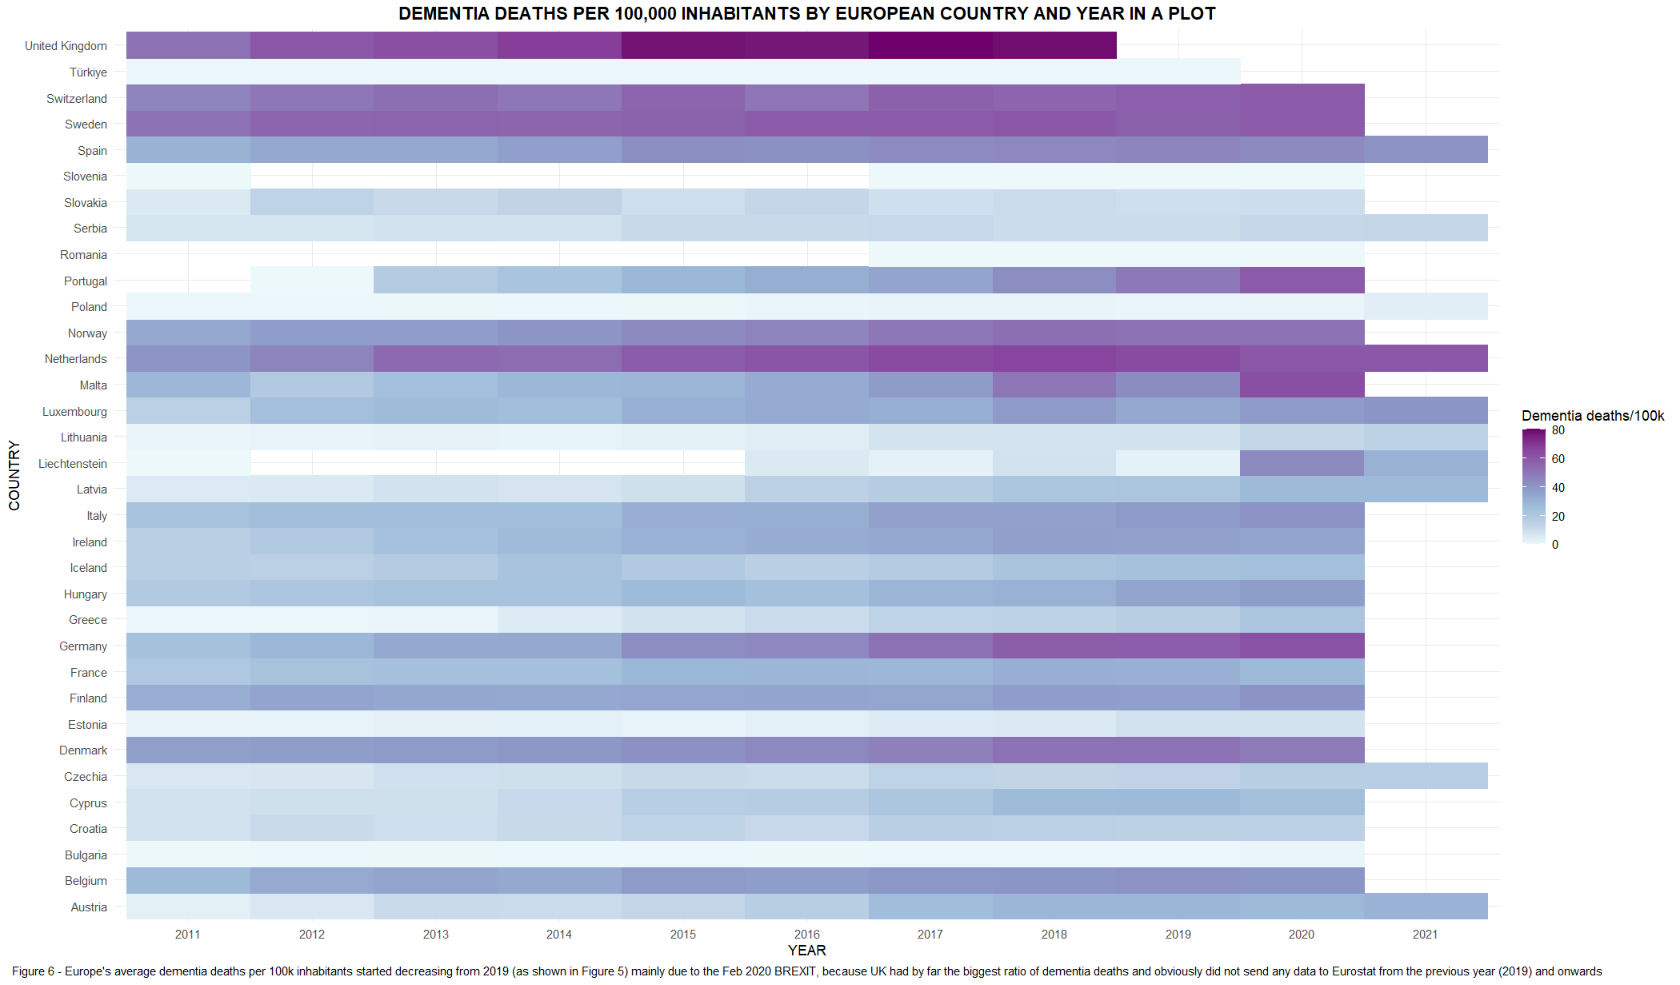 DEMENTIA DEATHS PER 100,000 INHABITANTS BY EUROPEAN COUNTRY AND YEAR IN A PLOT
United Kingdom
Türkiye
Switzerland
Sweden
Spain
Slovenia
Slovakia
Serbia
Romania
Portugal
Poland
Norway
Netherlands
Malta
Luxembourg
Lithuania
Liechtenstein
Latvia
Italy
Ireland
Iceland
Hungary
Greece
Germany
France
Finland
Estonia
Denmark
Czechia
Cyprus
Croatia
Bulgaria
Belgium
Austria
COUNTRY
2011 2012 2013 2014 2015 2016 2017 2018 2019 2020 2021
YEAR
Dementia deaths/100k
80
60
40
20
0
Figure 6 - Europe's average dementia deaths per 100k inhabitants started decreasing from 2019 (as shown in Figure 5) mainly due to the Feb 2020 BREXIT, because UK had by far the biggest ratio of dementia deaths and obviously did not send any data to Eurostat from the previous year (2019) and onwards